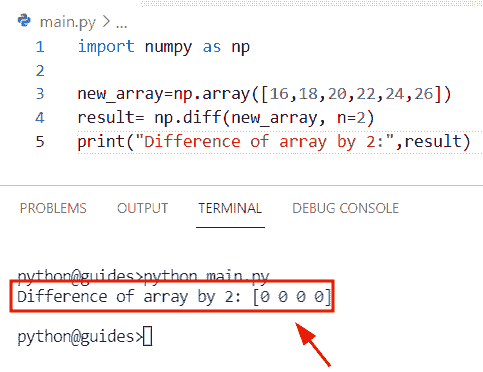 main.py > ...
1 import numpy as np
2
3 new_array=np.array([16,18,20,22,24,26])
4 result= np.diff(new_array, n=2)
5 print("Difference of array by 2:",result)
PROBLEMS OUTPUT TERMINAL DEBUG CONSOLE
python@guides>python main.py
Difference of array by 2: [0 0 0 0]
python@guides>